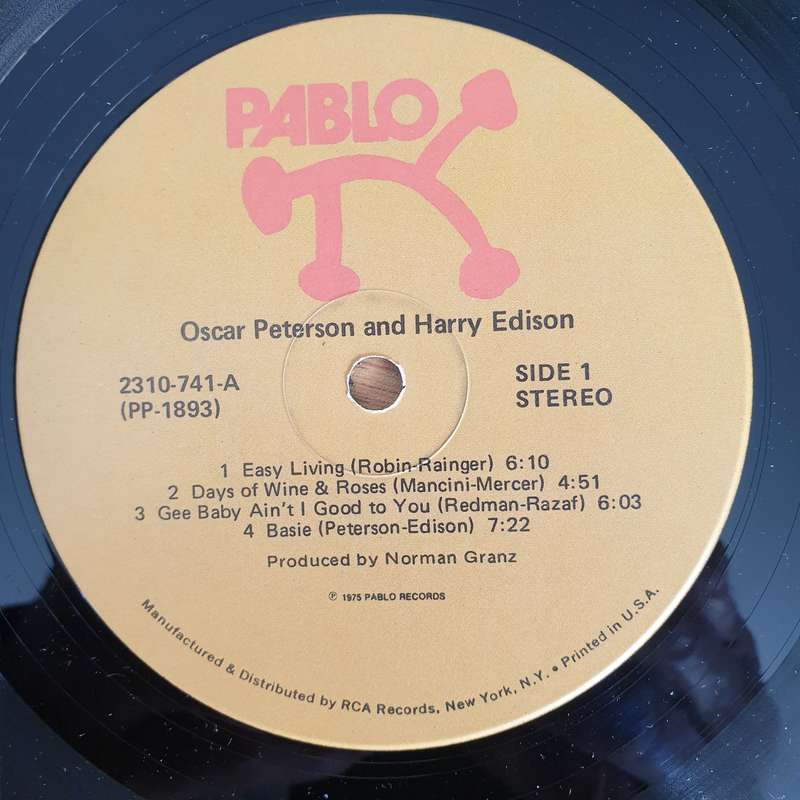 PABLO
Oscar Peterson and Harry Edison
2310-741-A
(PP-1893)
SIDE 1
STEREO
1 Easy Living (Robin-Rainger) 6:10
2 Days of Wine & Roses (Mancini-Mercer) 4:51
3 Gee Baby Ain't I Good to You (Redman-Razaf) 6:03
4 Basie (Peterson-Edison) 7:22
Produced by Norman Granz
℗ 1975 PABLO RECORDS
Manufactured & Distributed by RCA Records, New York, N.Y. • Printed in U.S.A.